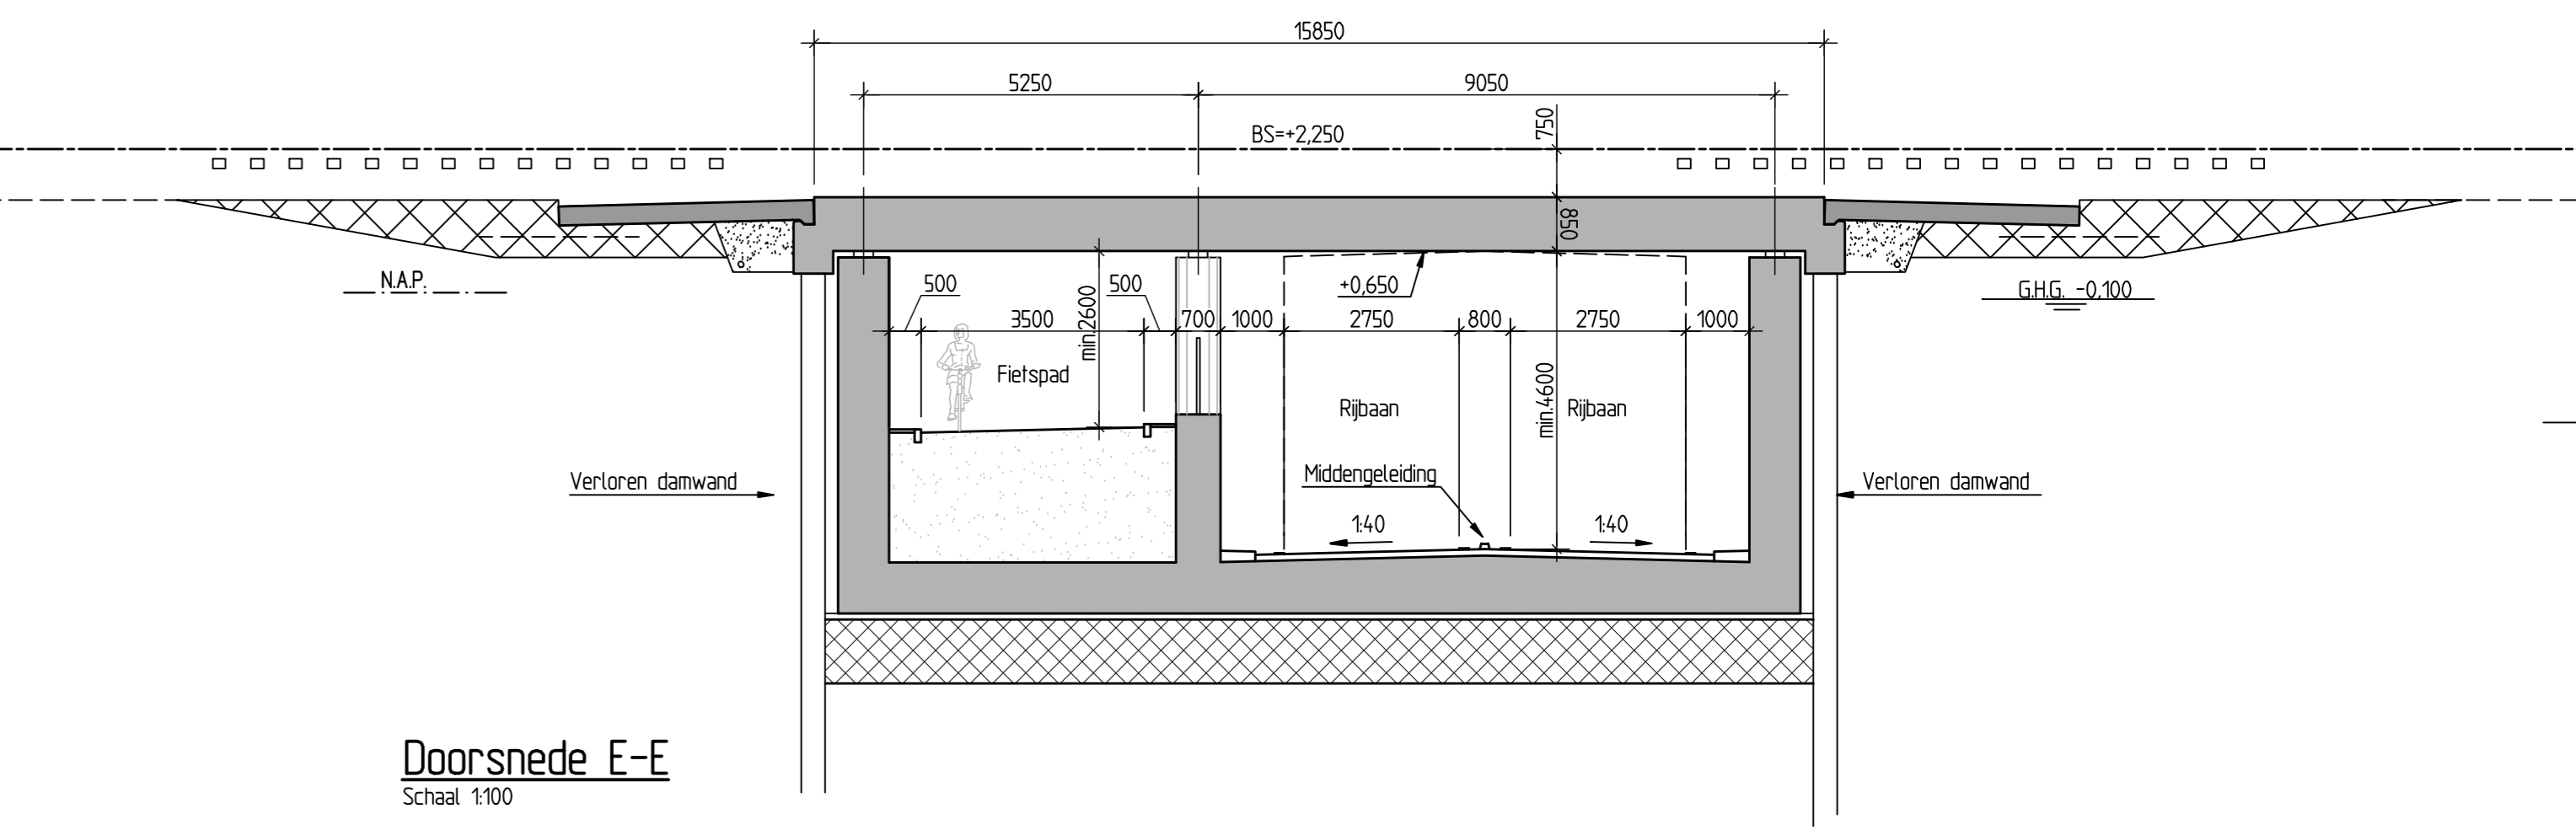 15850
5250
9050
750
BS=+2,250
850
N.A.P.
G.H.G. -0,100
+0,650
500
3500
min.2600
500
700
1000
2750
800
2750
1000
Fietspad
Rijbaan
min.4600
Rijbaan
Verloren damwand
Middengeleiding
Verloren damwand
1:40
1:40
Doorsnede E-E
Schaal 1:100